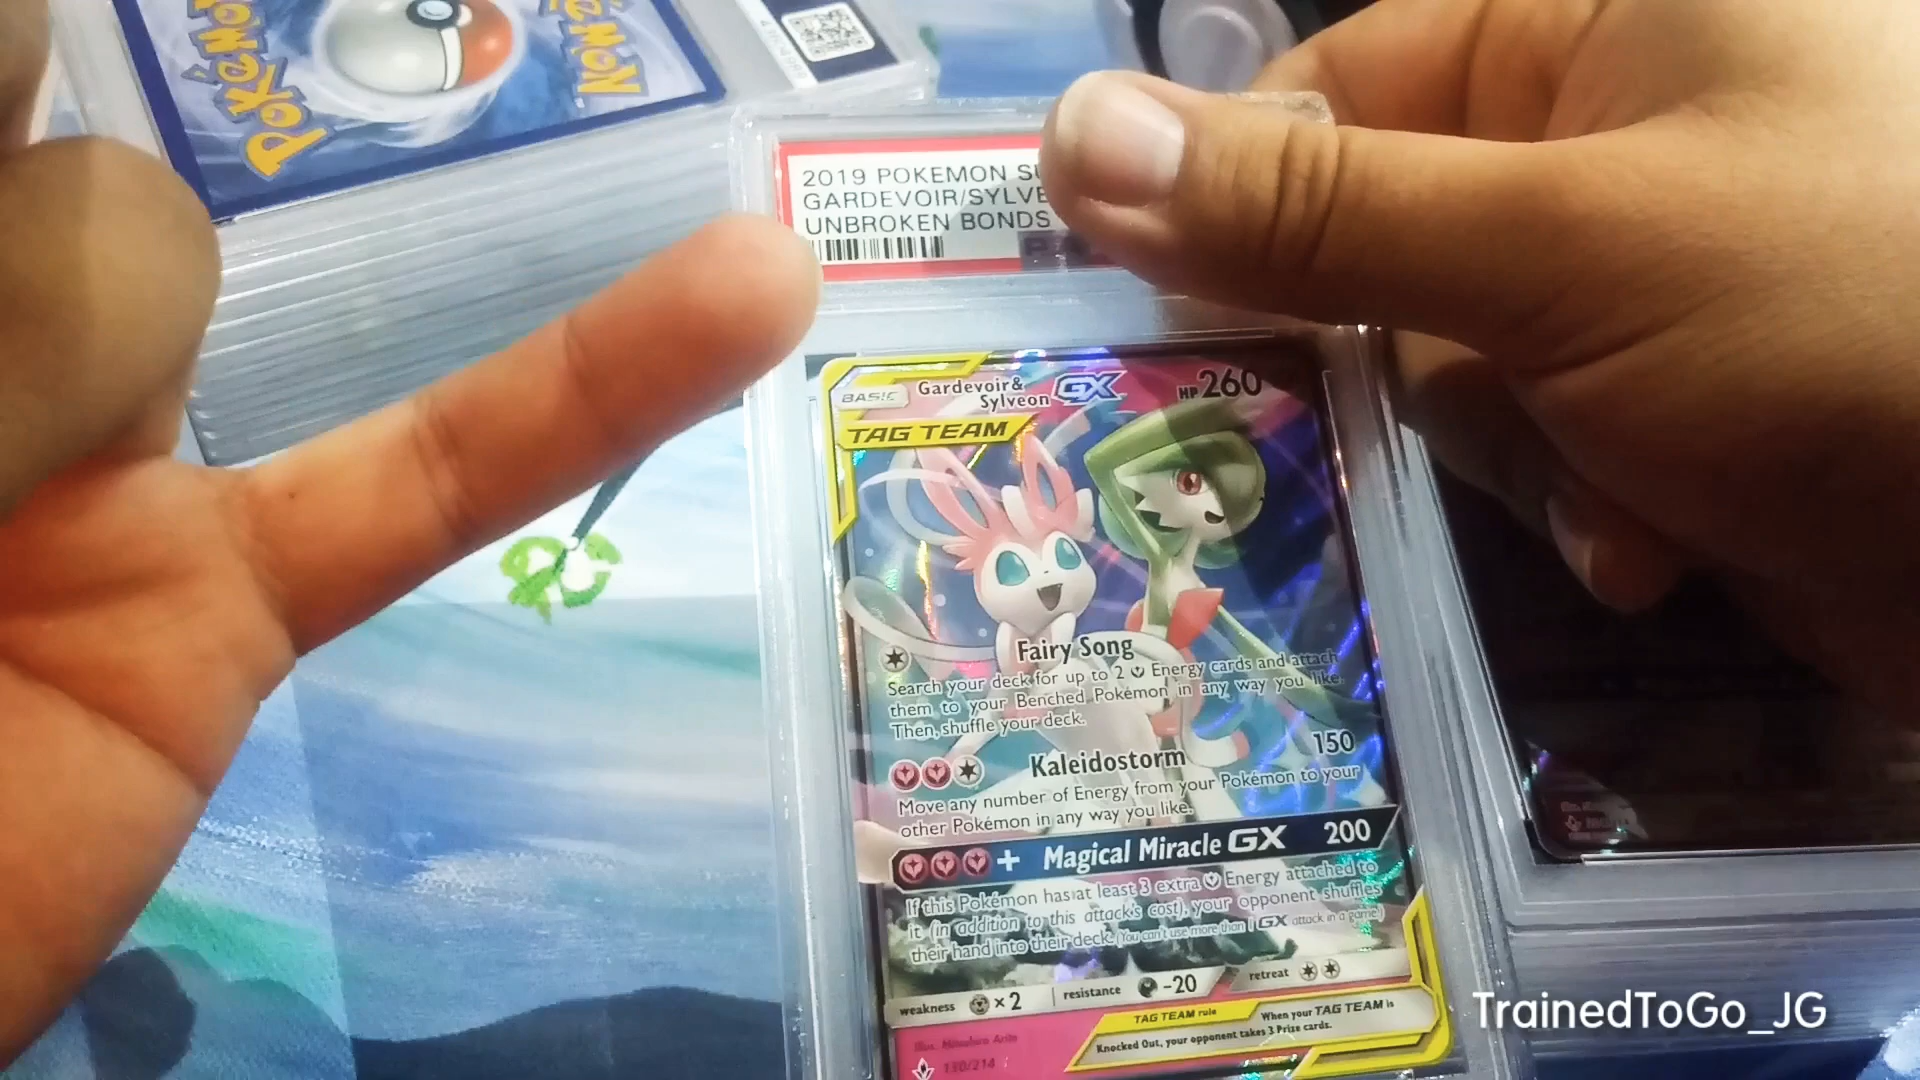 POKéMON
2019 POKEMON SU
GARDEVOIR/SYLVE
UNBROKEN BONDS
BASIC
Gardevoir&
Sylveon GX
HP 260
TAG TEAM
Fairy Song
Search your deck for up to 2 Energy cards and attach
them to your Benched Pokémon in any way you like.
Then, shuffle your deck.
Kaleidostorm 150
Move any number of Energy from your Pokémon to your
other Pokémon in any way you like.
+ Magical Miracle GX 200
If this Pokémon has at least 3 extra Energy attached to
it (in addition to this attack's cost), your opponent shuffles
their hand into their deck. (You can't use more than 1 GX attack in a game.)
weakness ×2 resistance -20 retreat
TAG TEAM rule When your TAG TEAM is
Knocked Out, your opponent takes 3 Prize cards.
Illus. Mitsuhiro Arita
130/214
TrainedToGo_JG